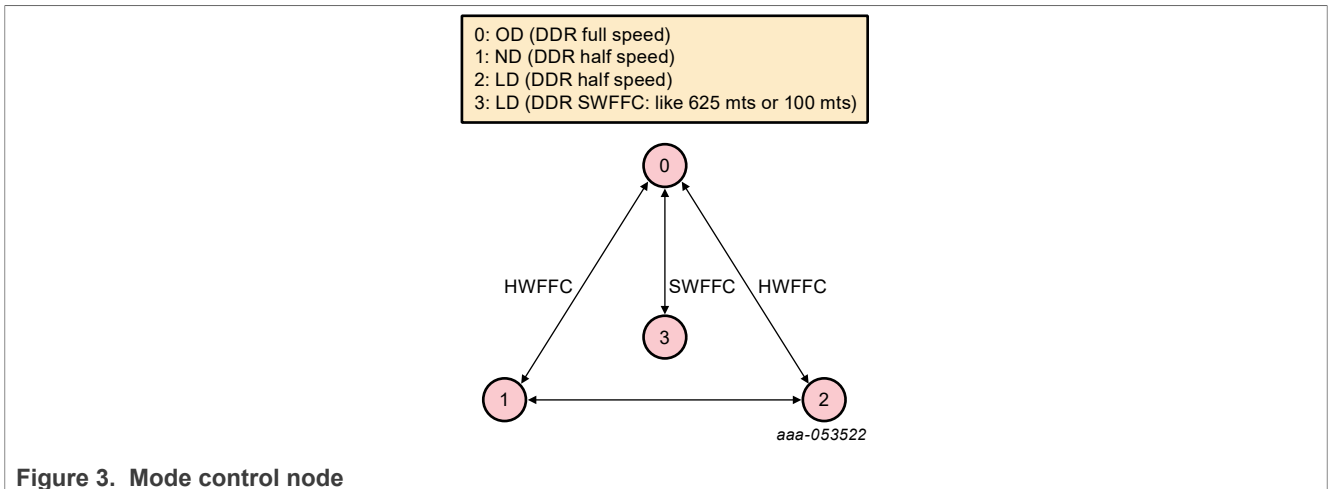 0: OD (DDR full speed)
1: ND (DDR half speed)
2: LD (DDR half speed)
3: LD (DDR SWFFC: like 625 mts or 100 mts)
0
HWFFC
SWFFC
HWFFC
3
1
2
aaa-053522
Figure 3. Mode control node